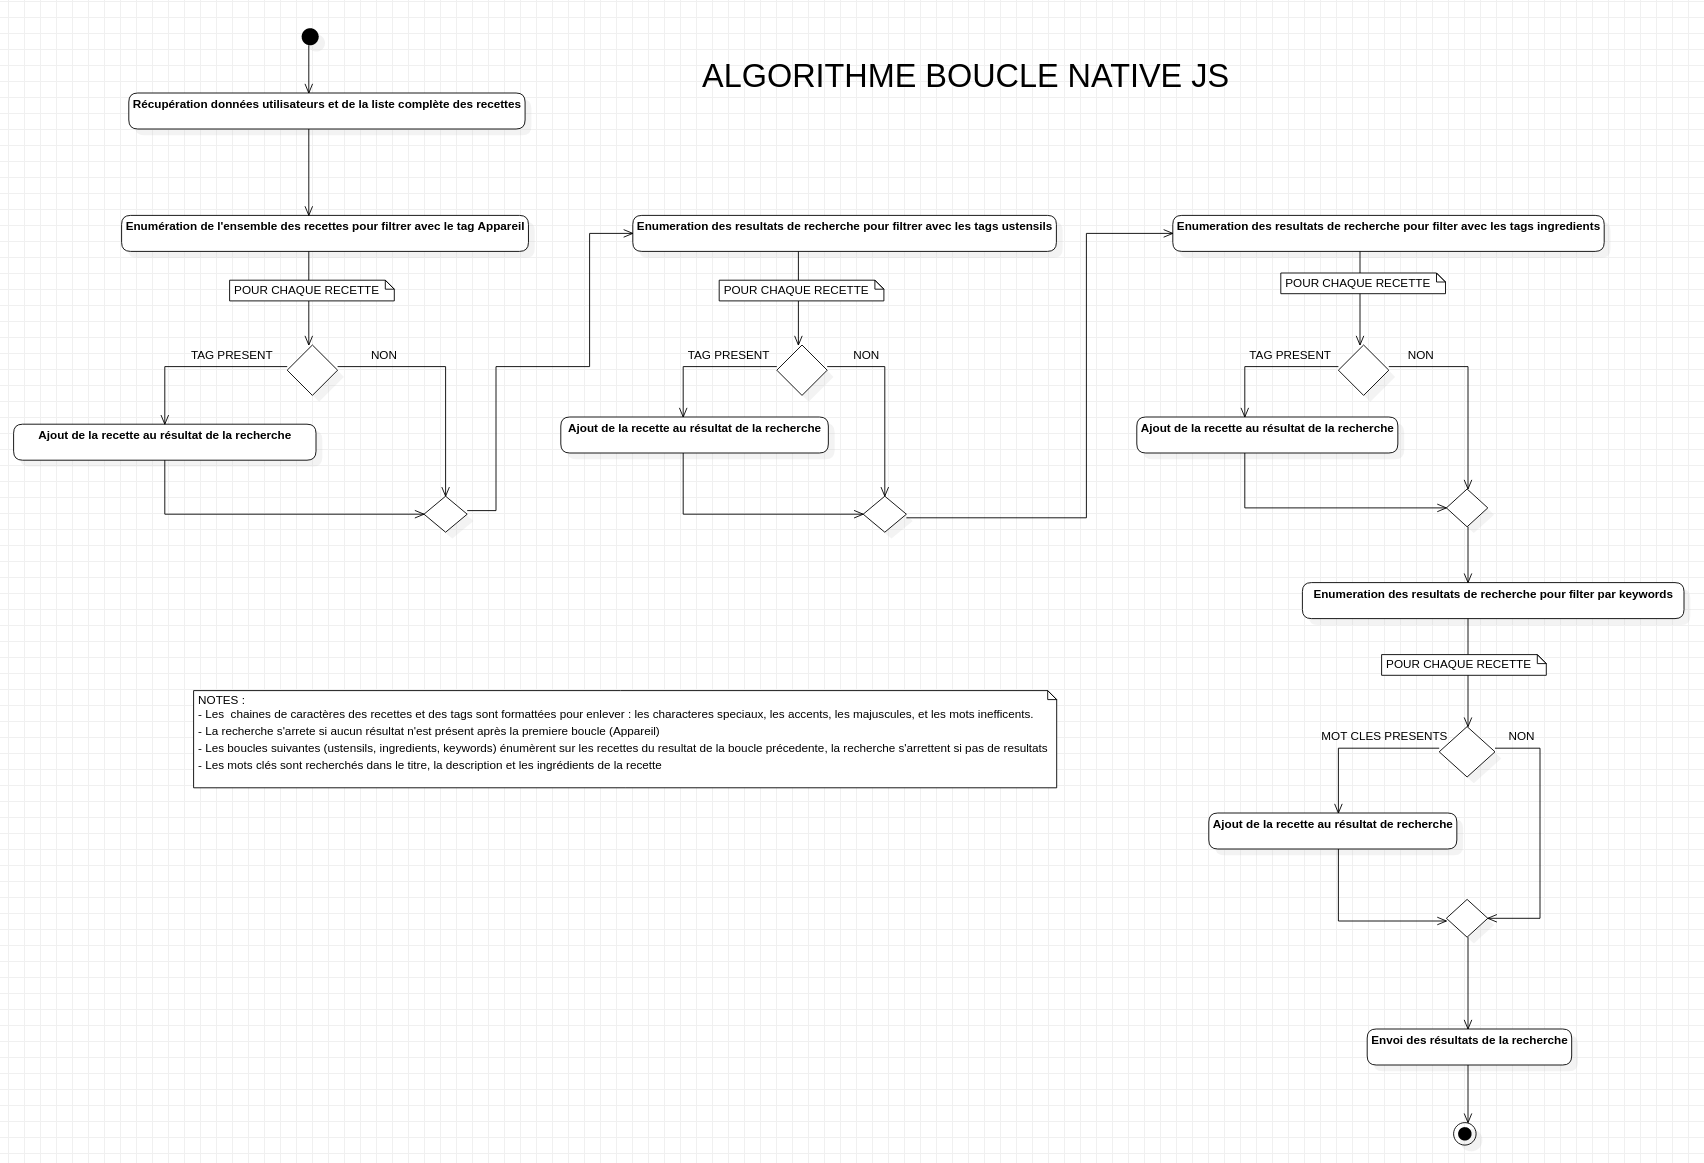 ALGORITHME BOUCLE NATIVE JS
Récupération données utilisateurs et de la liste complète des recettes
Enumération de l'ensemble des recettes pour filtrer avec le tag Appareil
POUR CHAQUE RECETTE
TAG PRESENT
NON
Ajout de la recette au résultat de la recherche
Enumeration des resultats de recherche pour filtrer avec les tags ustensils
POUR CHAQUE RECETTE
TAG PRESENT
NON
Ajout de la recette au résultat de la recherche
Enumeration des resultats de recherche pour filter avec les tags ingredients
POUR CHAQUE RECETTE
TAG PRESENT
NON
Ajout de la recette au résultat de la recherche
Enumeration des resultats de recherche pour filter par keywords
POUR CHAQUE RECETTE
MOT CLES PRESENTS
NON
Ajout de la recette au résultat de recherche
Envoi des résultats de la recherche
NOTES :
- Les  chaines de caractères des recettes et des tags sont formattées pour enlever : les characteres speciaux, les accents, les majuscules, et les mots inefficents.
- La recherche s'arrete si aucun résultat n'est présent après la premiere boucle (Appareil)
- Les boucles suivantes (ustensils, ingredients, keywords) énumèrent sur les recettes du resultat de la boucle précedente, la recherche s'arrettent si pas de resultats
- Les mots clés sont recherchés dans le titre, la description et les ingrédients de la recette